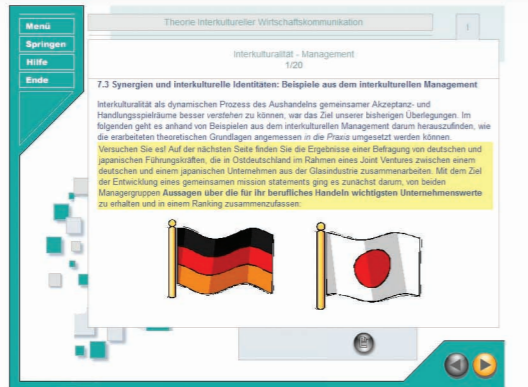 Menü
Theorie Interkultureller Wirtschaftskommunikation
!
Springen
Hilfe
Ende
Interkulturalität - Management
1/20
7.3 Synergien und interkulturelle Identitäten: Beispiele aus dem interkulturellen Management
Interkulturalität als dynamischen Prozess des Aushandelns gemeinsamer Akzeptanz- und
Handlungsspielräume besser verstehen zu können, war das Ziel unserer bisherigen Überlegungen. Im
folgenden geht es anhand von Beispielen aus dem interkulturellen Management darum herauszufinden, wie
die erarbeiteten theoretischen Grundlagen angemessen in die Praxis umgesetzt werden können.
Versuchen Sie es! Auf der nächsten Seite finden Sie die Ergebnisse einer Befragung von deutschen und
japanischen Führungskräften, die in Ostdeutschland im Rahmen eines Joint Ventures zwischen einem
deutschen und einem japanischen Unternehmen aus der Glasindustrie zusammenarbeiten. Mit dem Ziel
der Entwicklung eines gemeinsamen mission statements ging es zunächst darum, von beiden
Managergruppen Aussagen über die für ihr berufliches Handeln wichtigsten Unternehmenswerte
zu erhalten und in einem Ranking zusammenzufassen: